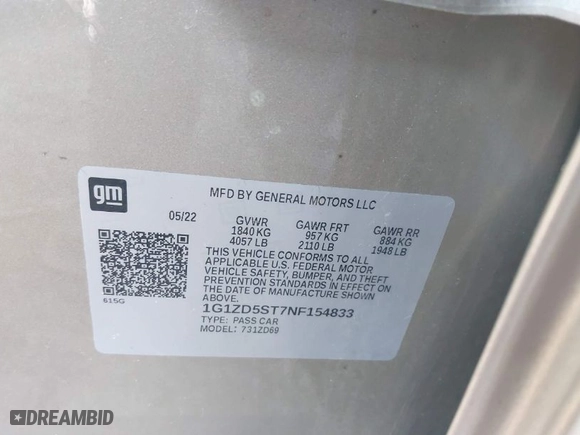 gm
MFD BY GENERAL MOTORS LLC
05/22 GVWR GAWR FRT GAWR RR
1840 KG 957 KG 884 KG
4057 LB 2110 LB 1948 LB
THIS VEHICLE CONFORMS TO ALL
APPLICABLE U.S. FEDERAL MOTOR
VEHICLE SAFETY, BUMPER, AND THEFT
PREVENTION STANDARDS IN EFFECT ON
THE DATE OF MANUFACTURE SHOWN
ABOVE.
615G
1G1ZD5ST7NF154833
TYPE: PASS CAR
MODEL: 731ZD69
DREAMBID